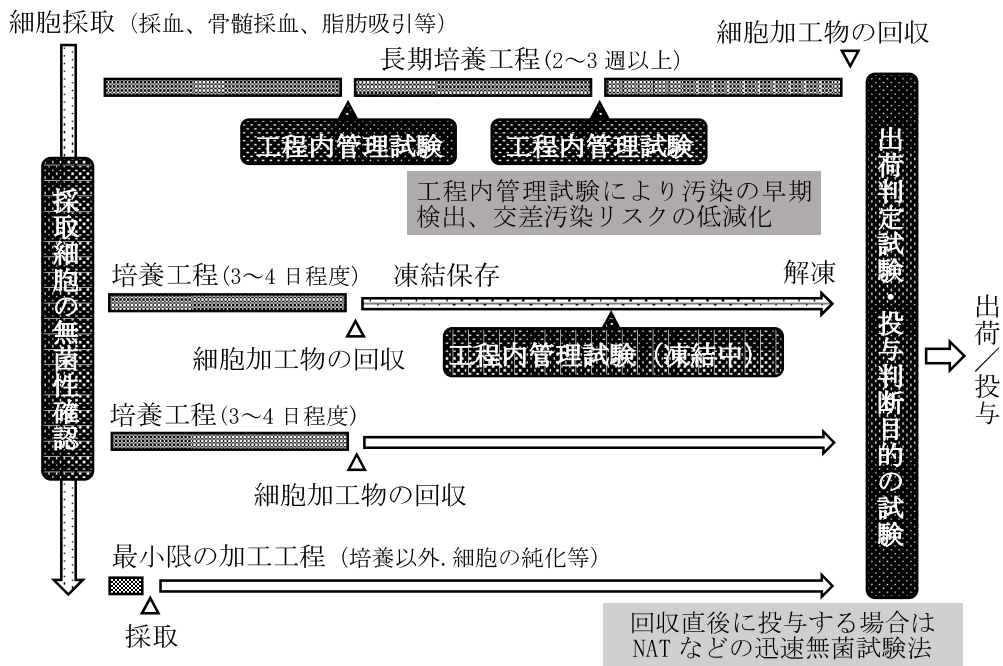 細胞採取（採血、骨髄採血、脂肪吸引等）
細胞加工物の回収
長期培養工程(2～3週以上)
工程内管理試験
工程内管理試験
工程内管理試験により汚染の早期
検出、交差汚染リスクの低減化
採取細胞の無菌性確認
培養工程(3～4日程度)
凍結保存
解凍
細胞加工物の回収
工程内管理試験（凍結中）
培養工程(3～4日程度)
細胞加工物の回収
最小限の加工工程（培養以外.細胞の純化等）
採取
出荷判定試験・投与判断目的の試験
出荷／投与
回収直後に投与する場合は
NATなどの迅速無菌試験法